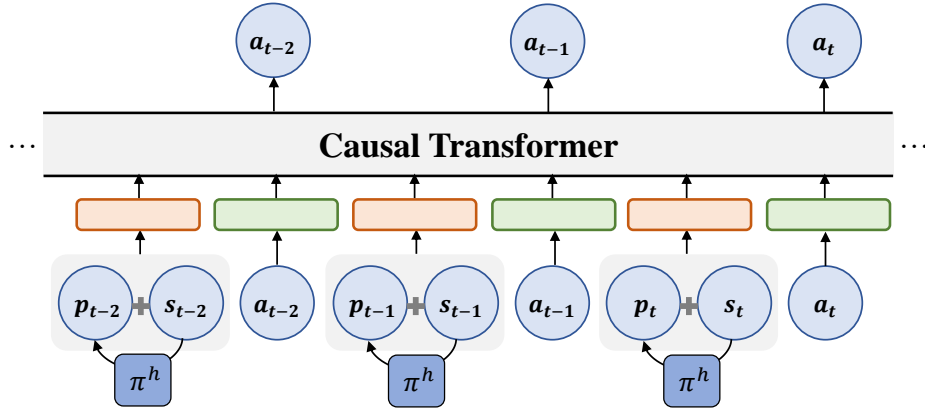 a_{t-2} a_{t-1} a_t
... Causal Transformer ...
p_{t-2} + s_{t-2} a_{t-2} p_{t-1} + s_{t-1} a_{t-1} p_t + s_t a_t
π^h π^h π^h